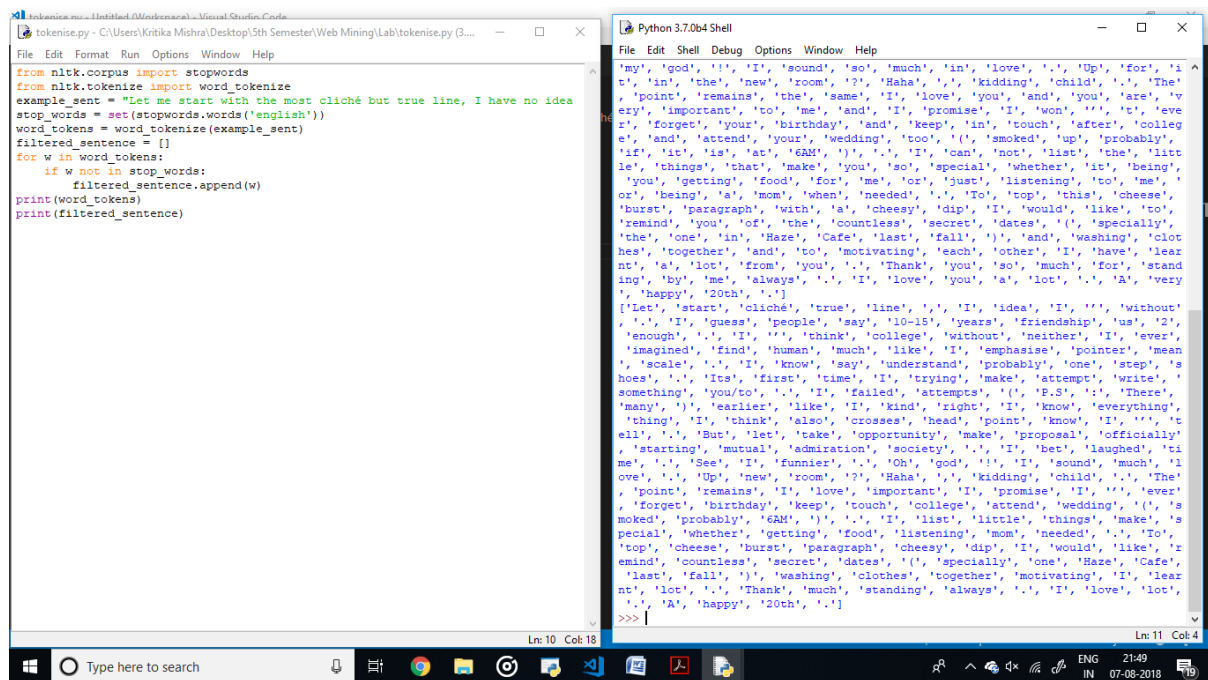 tokenise.py - Untitled (Workspace) - Visual Studio Code
tokenise.py - C:\Users\Kritika Mishra\Desktop\5th Semester\Web Mining\Lab\tokenise.py (3....
File Edit Format Run Options Window Help
from nltk.corpus import stopwords
from nltk.tokenize import word_tokenize
example_sent = "Let me start with the most cliché but true line, I have no idea
stop_words = set(stopwords.words('english'))
word_tokens = word_tokenize(example_sent)
filtered_sentence = []
for w in word_tokens:
    if w not in stop_words:
        filtered_sentence.append(w)
print(word_tokens)
print(filtered_sentence)
Ln: 10 Col: 18
Python 3.7.0b4 Shell
File Edit Shell Debug Options Window Help
'my', 'god', '!', 'I', 'sound', 'so', 'much', 'in', 'love', '.', 'Up', 'for', 'i
t', 'in', 'the', 'new', 'room', '?', 'Haha', ',', 'kidding', 'child', '.', 'The'
, 'point', 'remains', 'the', 'same', 'I', 'love', 'you', 'and', 'you', 'are', 'v
ery', 'important', 'to', 'me', 'and', 'I', 'promise', 'I', 'won', '’', 't', 'eve
r', 'forget', 'your', 'birthday', 'and', 'keep', 'in', 'touch', 'after', 'colleg
e', 'and', 'attend', 'your', 'wedding', 'too', '(', 'smoked', 'up', 'probably',
'if', 'it', 'is', 'at', '6AM', ')', '.', 'I', 'can', 'not', 'list', 'the', 'litt
le', 'things', 'that', 'make', 'you', 'so', 'special', 'whether', 'it', 'being',
'you', 'getting', 'food', 'for', 'me', 'or', 'just', 'listening', 'to', 'me', '
or', 'being', 'a', 'mom', 'when', 'needed', '.', 'To', 'top', 'this', 'cheese',
'burst', 'paragraph', 'with', 'a', 'cheesy', 'dip', 'I', 'would', 'like', 'to',
'remind', 'you', 'of', 'the', 'countless', 'secret', 'dates', '(', 'specially',
'the', 'one', 'in', 'Haze', 'Cafe', 'last', 'fall', ')', 'and', 'washing', 'clot
hes', 'together', 'and', 'to', 'motivating', 'each', 'other', 'I', 'have', 'lear
nt', 'a', 'lot', 'from', 'you', '.', 'Thank', 'you', 'so', 'much', 'for', 'stand
ing', 'by', 'me', 'always', '.', 'I', 'love', 'you', 'a', 'lot', '.', 'A', 'very
', 'happy', '20th', '.']
['Let', 'start', 'cliché', 'true', 'line', ',', 'I', 'idea', 'I', '’', 'without'
, '.', 'I', 'guess', 'people', 'say', '10-15', 'years', 'friendship', 'us', '2',
'enough', '.', 'I', '’', 'think', 'college', 'without', 'neither', 'I', 'ever',
'imagined', 'find', 'human', 'much', 'like', 'I', 'emphasise', 'pointer', 'mean
', 'scale', '.', 'I', 'know', 'say', 'understand', 'probably', 'one', 'step', 's
hoes', '.', 'Its', 'first', 'time', 'I', 'trying', 'make', 'attempt', 'write', '
something', 'you/to', '.', 'I', 'failed', 'attempts', '(', 'P.S', ':', 'There',
'many', ')', 'earlier', 'like', 'I', 'kind', 'right', 'I', 'know', 'everything',
'thing', 'I', 'think', 'also', 'crosses', 'head', 'point', 'know', 'I', '’', 't
ell', '.', 'But', 'let', 'take', 'opportunity', 'make', 'proposal', 'officially'
, 'starting', 'mutual', 'admiration', 'society', '.', 'I', 'bet', 'laughed', 'ti
me', '.', 'See', 'I', 'funnier', '.', 'Oh', 'god', '!', 'I', 'sound', 'much', 'l
ove', '.', 'Up', 'new', 'room', '?', 'Haha', ',', 'kidding', 'child', '.', 'The'
, 'point', 'remains', 'I', 'love', 'important', 'I', 'promise', 'I', '’', 'ever'
, 'forget', 'birthday', 'keep', 'touch', 'college', 'attend', 'wedding', '(', 's
moked', 'probably', '6AM', ')', '.', 'I', 'list', 'little', 'things', 'make', 's
pecial', 'whether', 'getting', 'food', 'listening', 'mom', 'needed', '.', 'To',
'top', 'cheese', 'burst', 'paragraph', 'cheesy', 'dip', 'I', 'would', 'like', 'r
emind', 'countless', 'secret', 'dates', '(', 'specially', 'one', 'Haze', 'Cafe',
'last', 'fall', ')', 'washing', 'clothes', 'together', 'motivating', 'I', 'lear
nt', 'lot', '.', 'Thank', 'much', 'standing', 'always', '.', 'I', 'love', 'lot',
'.', 'A', 'happy', '20th', '.']
>>>
Ln: 11 Col: 4
Type here to search
ENG
IN
21:49
07-08-2018
19